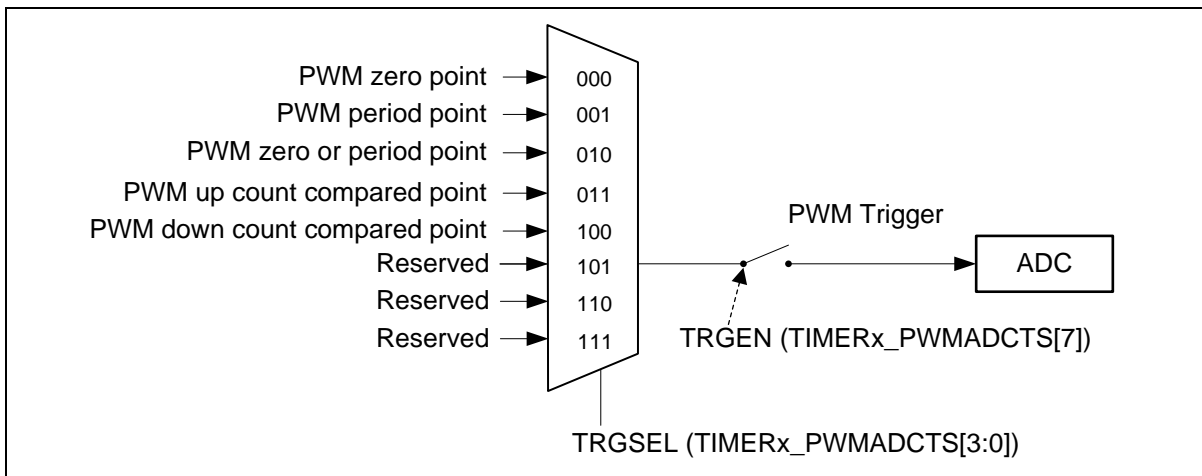 PWM zero point 000
PWM period point 001
PWM zero or period point 010
PWM up count compared point 011
PWM down count compared point 100
Reserved 101
Reserved 110
Reserved 111
PWM Trigger
ADC
TRGEN (TIMERx_PWMADCTS[7])
TRGSEL (TIMERx_PWMADCTS[3:0])